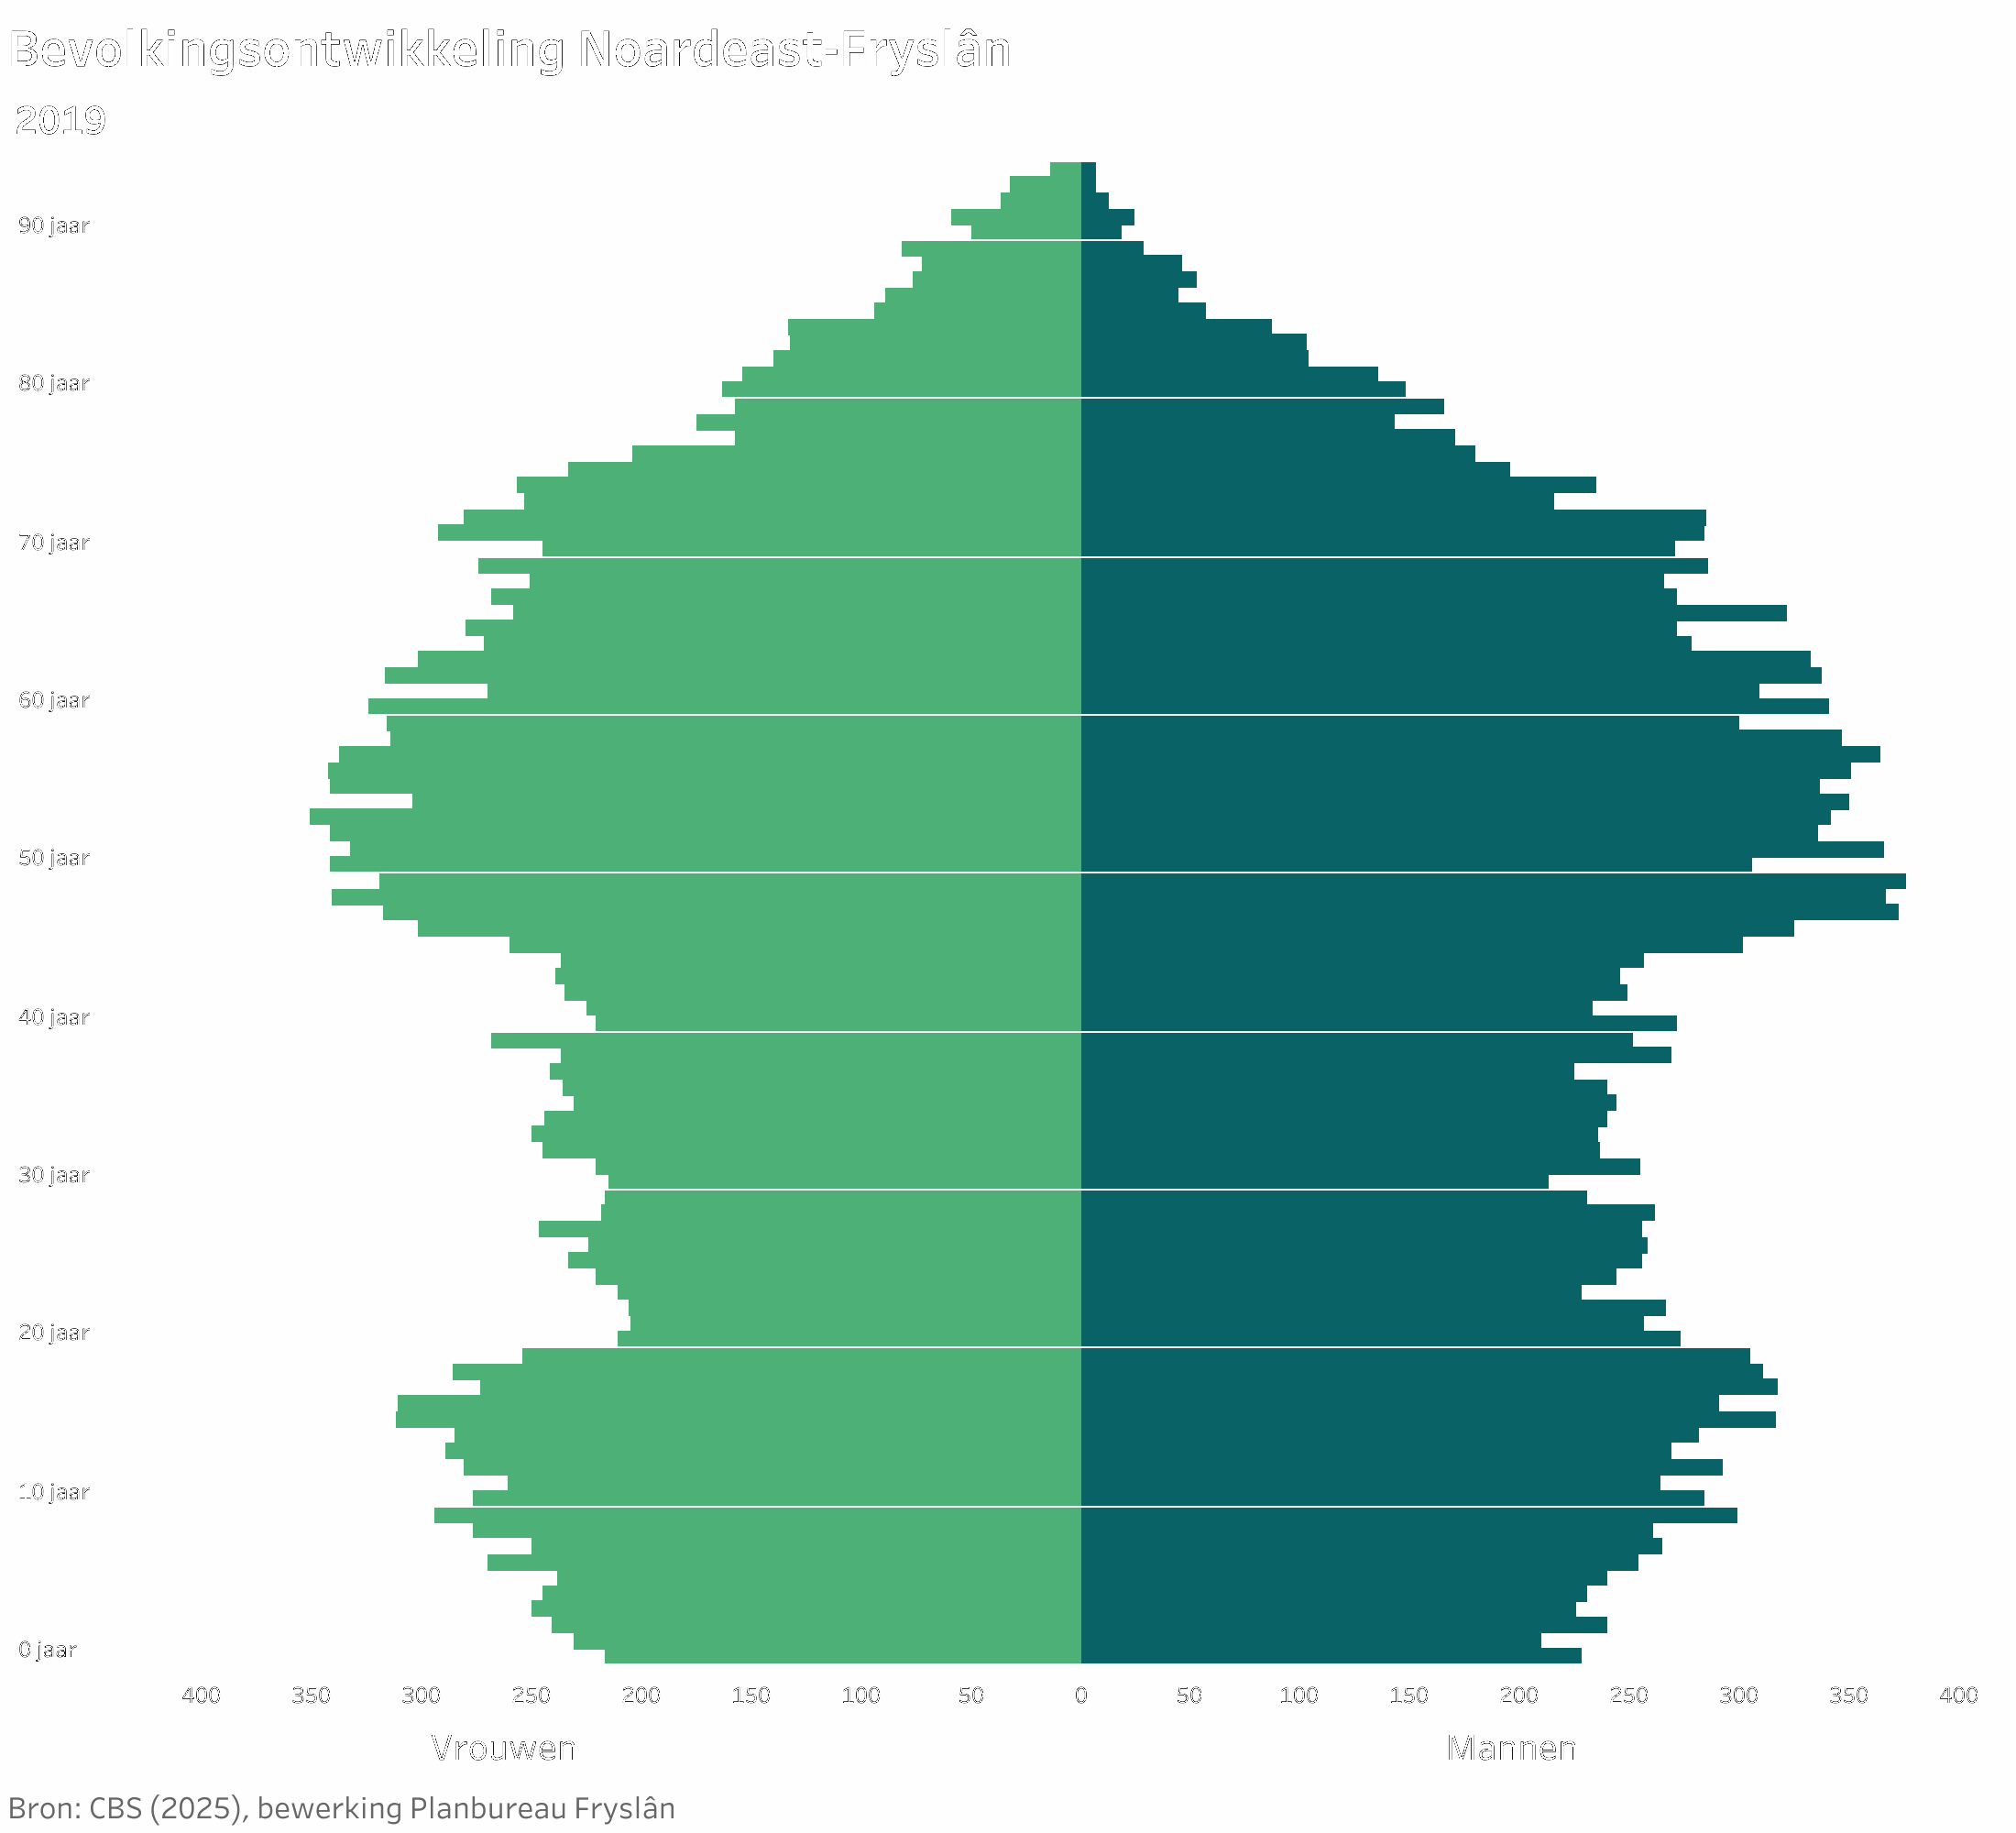 Bevolkingsontwikkeling Noardeast-Fryslân
2019
90 jaar
80 jaar
70 jaar
60 jaar
50 jaar
40 jaar
30 jaar
20 jaar
10 jaar
0 jaar
400 350 300 250 200 150 100 50 0 50 100 150 200 250 300 350 400
Vrouwen Mannen
Bron: CBS (2025), bewerking Planbureau Fryslân